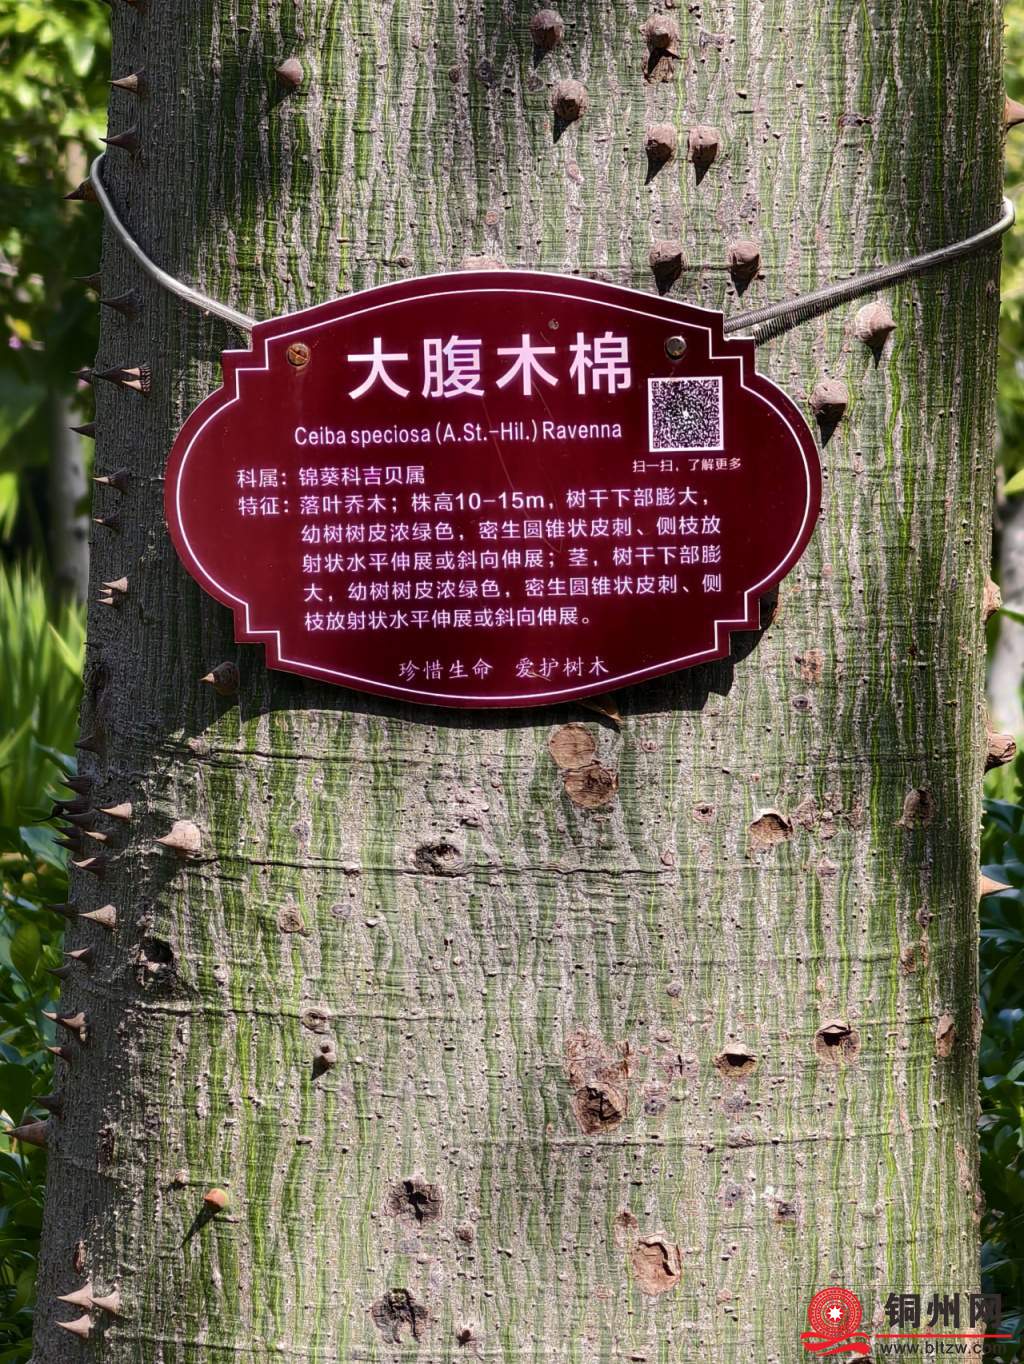 大腹木棉
Ceiba speciosa (A.St.-Hil.) Ravenna
扫一扫，了解更多
科属：锦葵科吉贝属
特征：落叶乔木；株高10-15m，树干下部膨大，
幼树树皮浓绿色，密生圆锥状皮刺、侧枝放
射状水平伸展或斜向伸展；茎，树干下部膨
大，幼树树皮浓绿色，密生圆锥状皮刺、侧
枝放射状水平伸展或斜向伸展。
珍惜生命 爱护树木
铜州网
www.bltzw.com